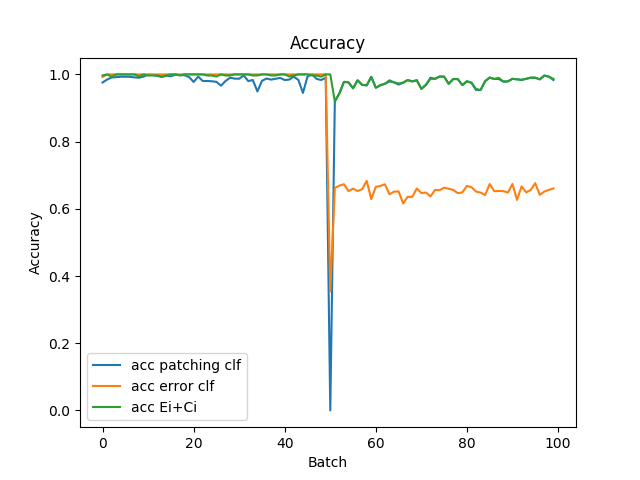 Accuracy
1.0
0.8
0.6
0.4
0.2
0.0
Accuracy
acc patching clf
acc error clf
acc Ei+Ci
0 20 40 60 80 100
Batch